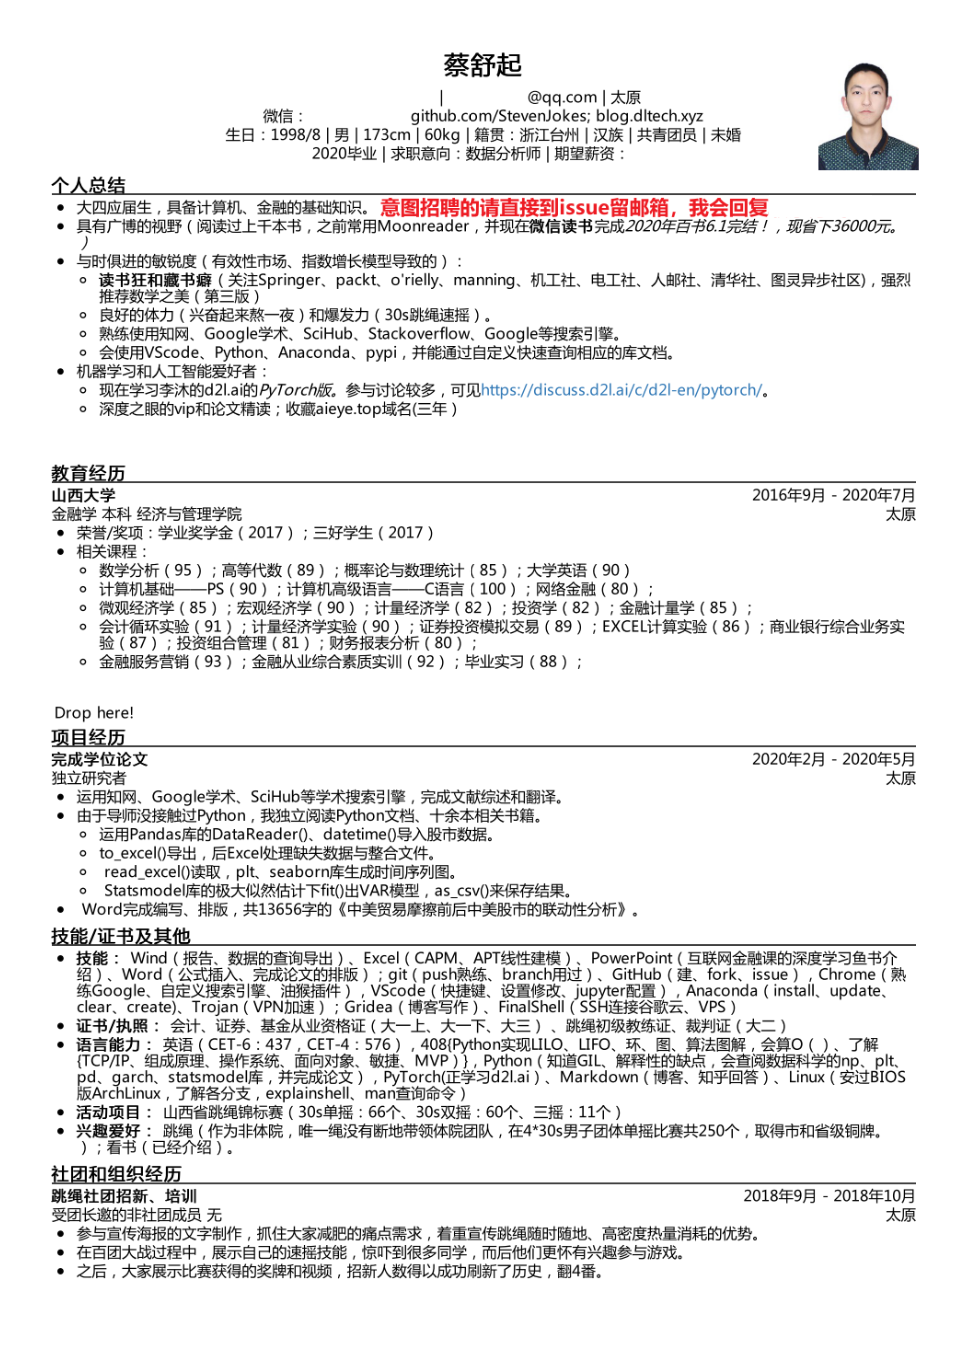 蔡舒起
| @qq.com | 太原
微信： github.com/StevenJokes; blog.dltech.xyz
生日：1998/8 | 男 | 173cm | 60kg | 籍贯：浙江台州 | 汉族 | 共青团员 | 未婚
2020毕业 | 求职意向：数据分析师 | 期望薪资：
个人总结
● 大四应届生，具备计算机、金融的基础知识。 意图招聘的请直接到issue留邮箱，我会回复
● 具有广博的视野（阅读过上千本书，之前常用Moonreader，并现在微信读书完成2020年百书6.1完结！，现省下36000元。
）
● 与时俱进的敏锐度（有效性市场、指数增长模型导致的）：
○ 读书狂和藏书癖（关注Springer、packt、o'rielly、manning、机工社、电工社、人邮社、清华社、图灵异步社区)，强烈
推荐数学之美（第三版）
○ 良好的体力（兴奋起来熬一夜）和爆发力（30s跳绳速摇）。
○ 熟练使用知网、Google学术、SciHub、Stackoverflow、Google等搜索引擎。
○ 会使用VScode、Python、Anaconda、pypi，并能通过自定义快速查询相应的库文档。
● 机器学习和人工智能爱好者：
○ 现在学习李沐的d2l.ai的PyTorch版。参与讨论较多，可见https://discuss.d2l.ai/c/d2l-en/pytorch/。
○ 深度之眼的vip和论文精读；收藏aieye.top域名(三年）
教育经历
山西大学 2016年9月 - 2020年7月
金融学 本科 经济与管理学院 太原
● 荣誉/奖项：学业奖学金（2017）；三好学生（2017）
● 相关课程：
○ 数学分析（95）；高等代数（89）；概率论与数理统计（85）；大学英语（90）
○ 计算机基础——PS（90）；计算机高级语言——C语言（100）；网络金融（80）；
○ 微观经济学（85）；宏观经济学（90）；计量经济学（82）；投资学（82）；金融计量学（85）；
○ 会计循环实验（91）；计量经济学实验（90）；证券投资模拟交易（89）；EXCEL计算实验（86）；商业银行综合业务实
验（87）；投资组合管理（81）；财务报表分析（80）；
○ 金融服务营销（93）；金融从业综合素质实训（92）；毕业实习（88）；
Drop here!
项目经历
完成学位论文 2020年2月 - 2020年5月
独立研究者 太原
● 运用知网、Google学术、SciHub等学术搜索引擎，完成文献综述和翻译。
● 由于导师没接触过Python，我独立阅读Python文档、十余本相关书籍。
○ 运用Pandas库的DataReader()、datetime()导入股市数据。
○ to_excel()导出，后Excel处理缺失数据与整合文件。
○ read_excel()读取，plt、seaborn库生成时间序列图。
○ Statsmodel库的极大似然估计下fit()出VAR模型，as_csv()来保存结果。
● Word完成编写、排版，共13656字的《中美贸易摩擦前后中美股市的联动性分析》。
技能/证书及其他
● 技能： Wind（报告、数据的查询导出）、Excel（CAPM、APT线性建模）、PowerPoint（互联网金融课的深度学习鱼书介
绍）、Word（公式插入、完成论文的排版）；git（push熟练、branch用过）、GitHub（建、fork、issue），Chrome（熟
练Google、自定义搜索引擎、油猴插件），VScode（快捷键、设置修改、jupyter配置），Anaconda（install、update、
clear、create)、Trojan（VPN加速）；Gridea（博客写作）、FinalShell（SSH连接谷歌云、VPS）
● 证书/执照： 会计、证券、基金从业资格证（大一上、大一下、大三） 、跳绳初级教练证、裁判证（大二）
● 语言能力： 英语（CET-6：437，CET-4：576），408{Python实现LILO、LIFO、环、图、算法图解，会算O（ ）、了解
{TCP/IP、组成原理、操作系统、面向对象、敏捷、MVP）}，Python（知道GIL、解释性的缺点，会查阅数据科学的np、plt、
pd、garch、statsmodel库，并完成论文），PyTorch(正学习d2l.ai）、Markdown（博客、知乎回答）、Linux（安过BIOS
版ArchLinux，了解各分支，explainshell、man查询命令）
● 活动项目： 山西省跳绳锦标赛（30s单摇：66个、30s双摇：60个、三摇：11个）
● 兴趣爱好： 跳绳（作为非体院，唯一绳没有断地带领体院团队，在4*30s男子团体单摇比赛共250个，取得市和省级铜牌。
）；看书（已经介绍）。
社团和组织经历
跳绳社团招新、培训 2018年9月 - 2018年10月
受团长邀的非社团成员 无 太原
● 参与宣传海报的文字制作，抓住大家减肥的痛点需求，着重宣传跳绳随时随地、高密度热量消耗的优势。
● 在百团大战过程中，展示自己的速摇技能，惊吓到很多同学，而后他们更怀有兴趣参与游戏。
● 之后，大家展示比赛获得的奖牌和视频，招新人数得以成功刷新了历史，翻4番。